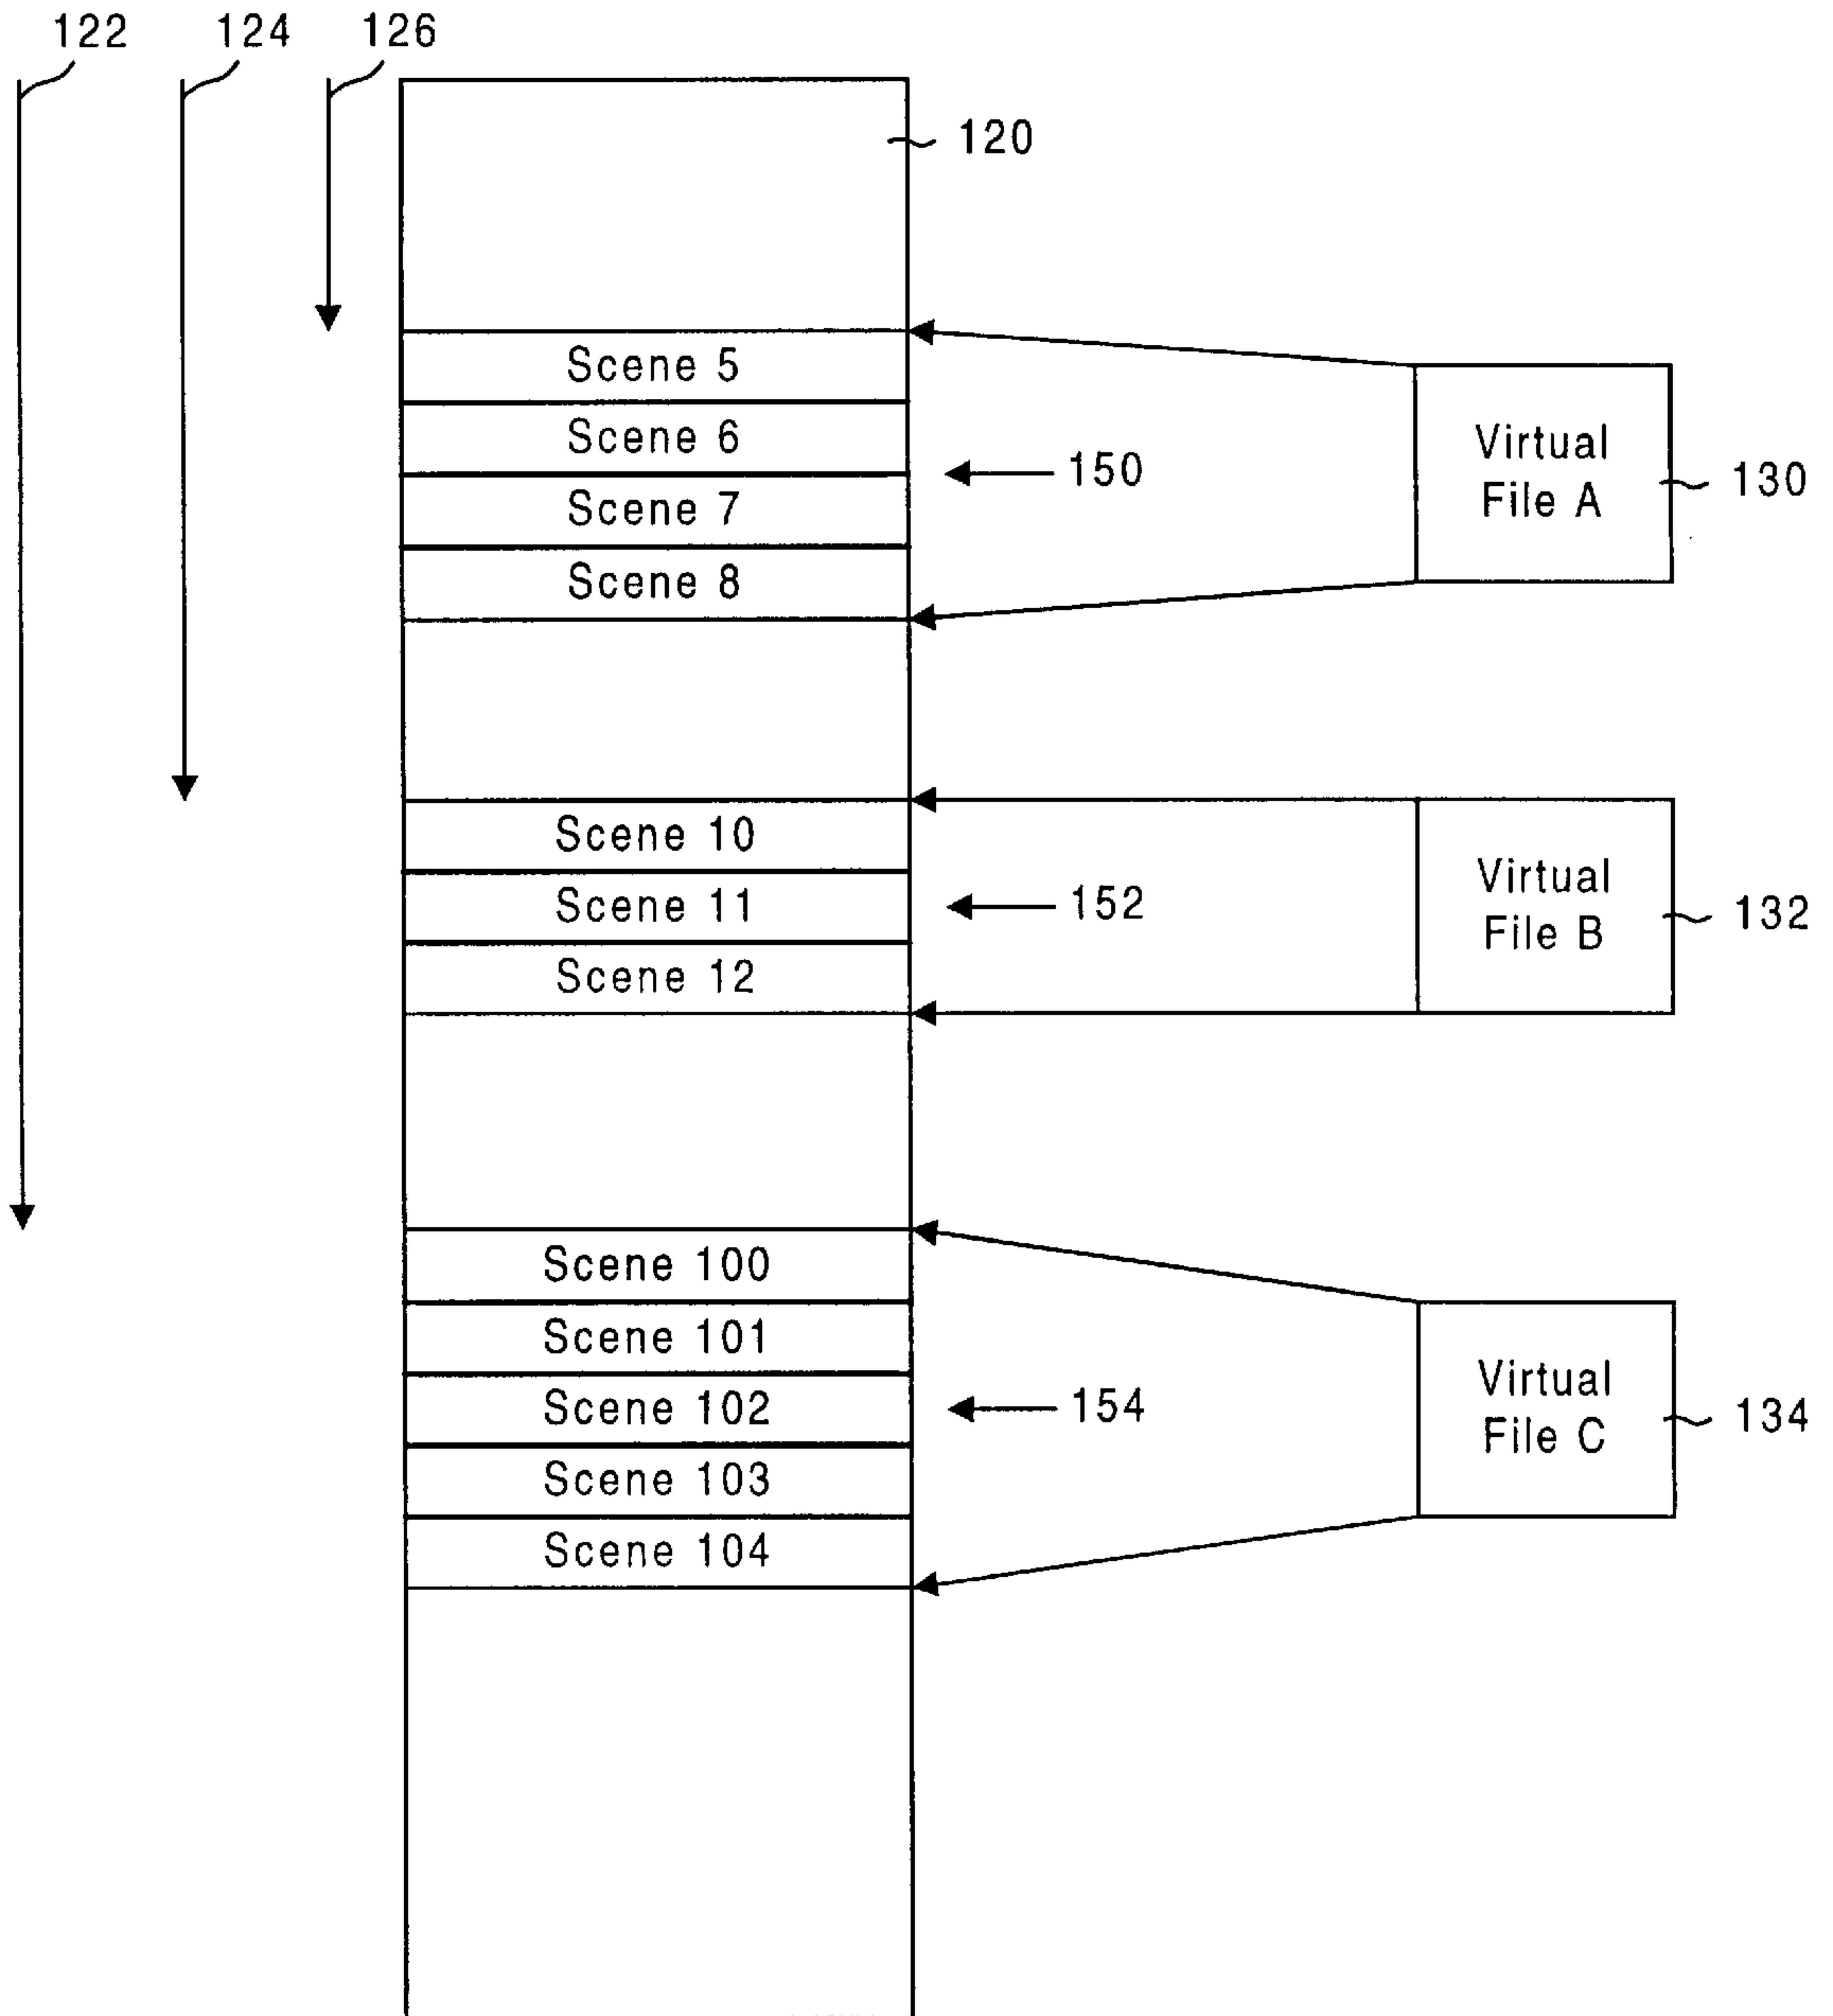 122
124
126
120
Scene 5
Scene 6
Scene 7
Scene 8
150
Virtual
File A
130
Scene 10
Scene 11
Scene 12
152
Virtual
File B
132
Scene 100
Scene 101
Scene 102
Scene 103
Scene 104
154
Virtual
File C
134